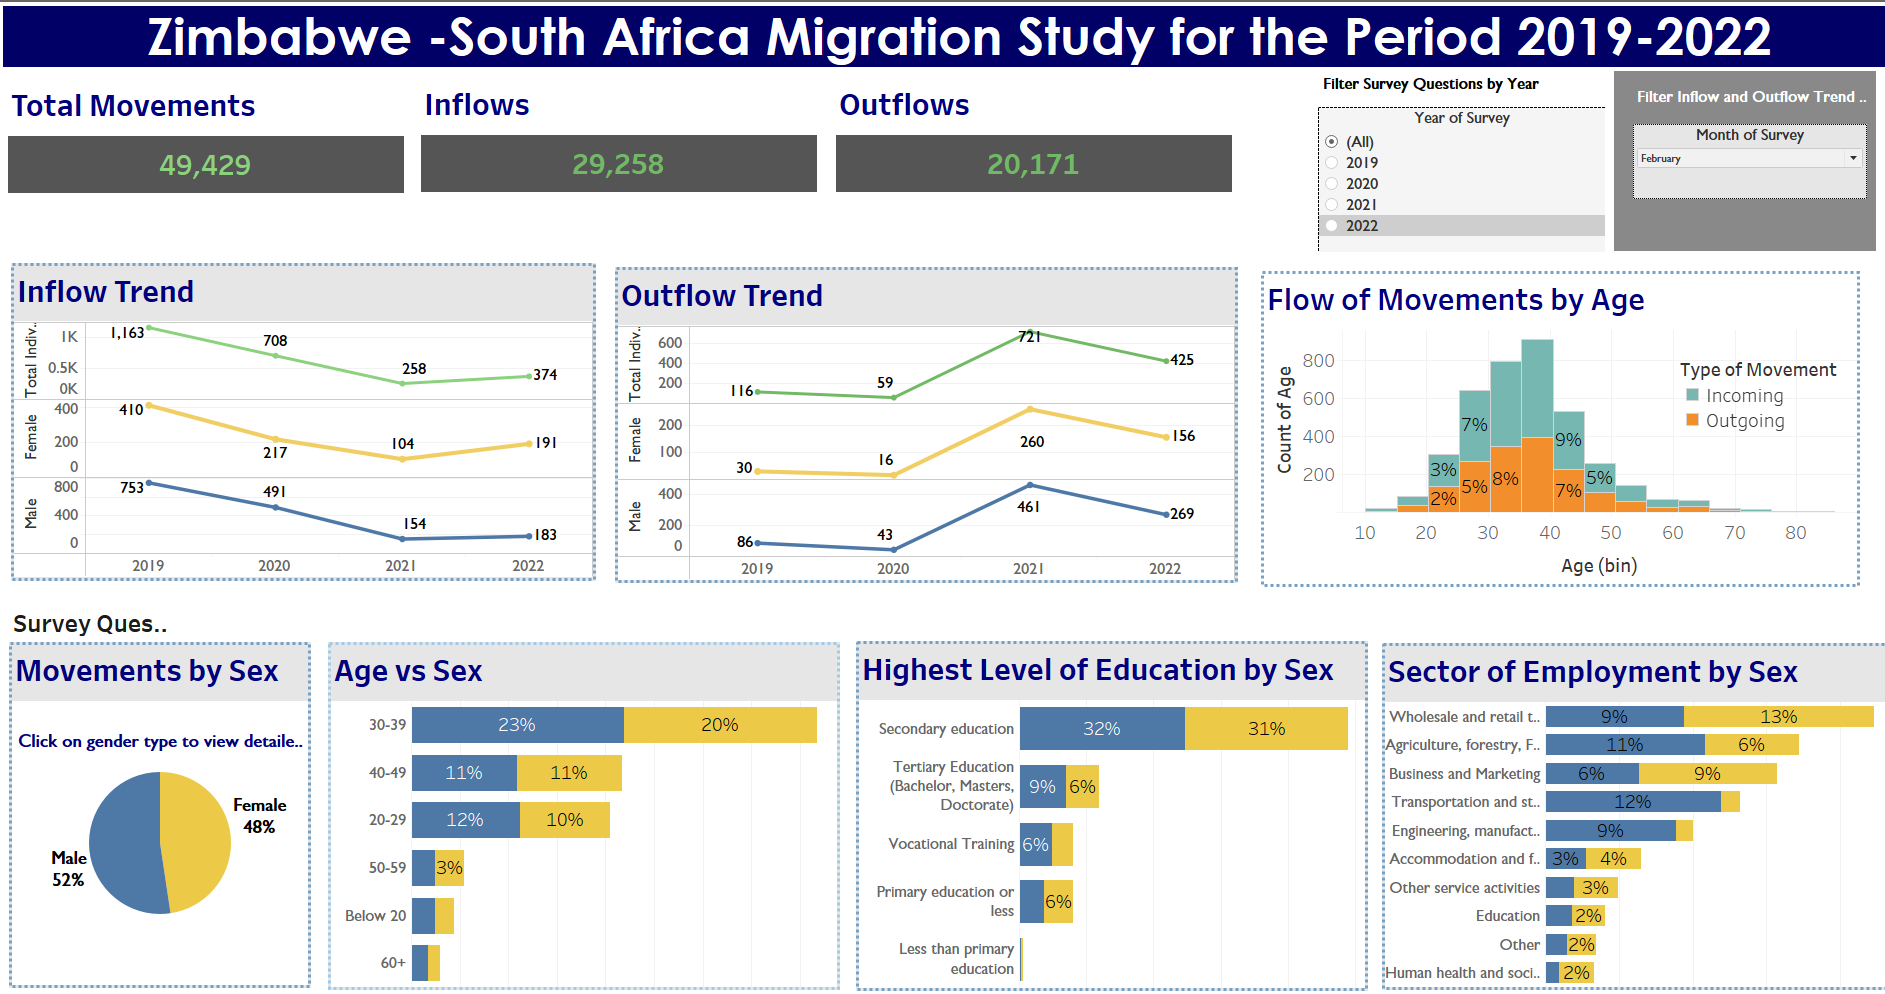 Zimbabwe -South Africa Migration Study for the Period 2019-2022
Total Movements
49,429
Inflows
29,258
Outflows
20,171
Filter Survey Questions by Year
Year of Survey
(All)
2019
2020
2021
2022
Filter Inflow and Outflow Trend ..
Month of Survey
February
Inflow Trend
Total Indiv..
1K
0.5K
0K
1,163
708
258
374
Female
400
200
0
410
217
104
191
Male
800
400
0
753
491
154
183
2019
2020
2021
2022
Outflow Trend
Total Indiv..
600
400
200
116
59
721
425
Female
200
100
30
16
260
156
Male
400
200
0
86
43
461
269
2019
2020
2021
2022
Flow of Movements by Age
Count of Age
800
600
400
200
3%
2%
7%
5%
8%
9%
7%
5%
10
20
30
40
50
60
70
80
Age (bin)
Type of Movement
Incoming
Outgoing
Survey Ques..
Movements by Sex
Click on gender type to view detaile..
Female
48%
Male
52%
Age vs Sex
30-39
23%
20%
40-49
11%
11%
20-29
12%
10%
50-59
3%
Below 20
60+
Highest Level of Education by Sex
Secondary education
32%
31%
Tertiary Education
(Bachelor, Masters,
Doctorate)
9%
6%
Vocational Training
6%
Primary education or
less
6%
Less than primary
education
Sector of Employment by Sex
Wholesale and retail t..
9%
13%
Agriculture, forestry, F..
11%
6%
Business and Marketing
6%
9%
Transportation and st..
12%
Engineering, manufact..
9%
Accommodation and f..
3%
4%
Other service activities
3%
Education
2%
Other
2%
Human health and soci..
2%